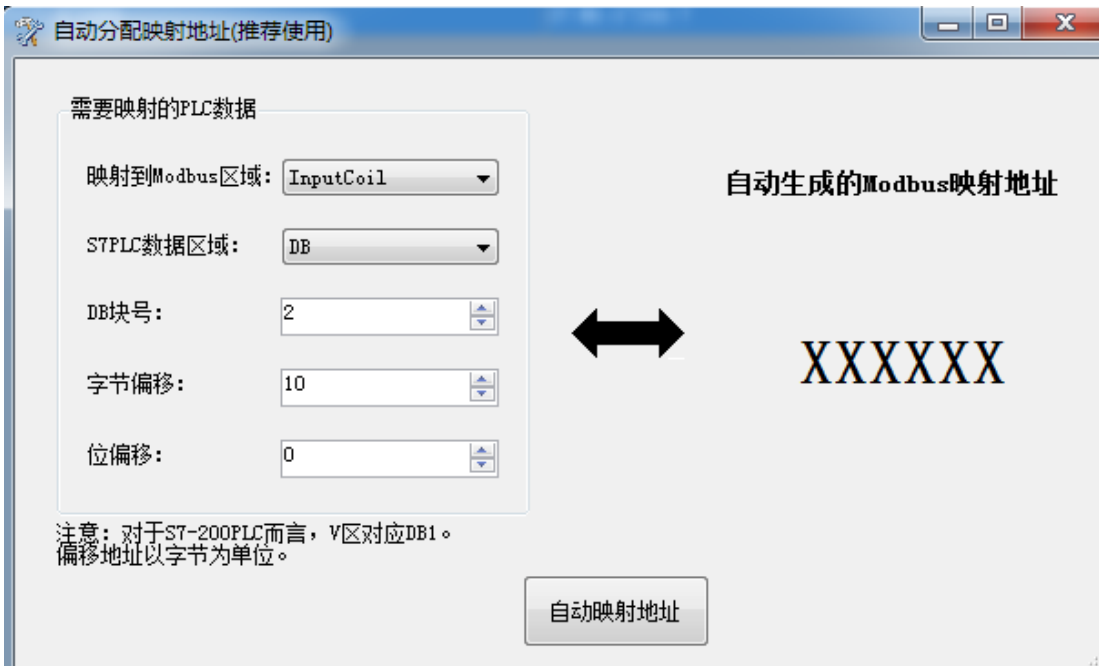 自动分配映射地址(推荐使用)
需要映射的PLC数据
映射到Modbus区域: InputCoil
S7PLC数据区域: DB
DB块号: 2
字节偏移: 10
位偏移: 0
自动生成的Modbus映射地址
XXXXXX
注意: 对于S7-200PLC而言，V区对应DB1。
偏移地址以字节为单位。
自动映射地址